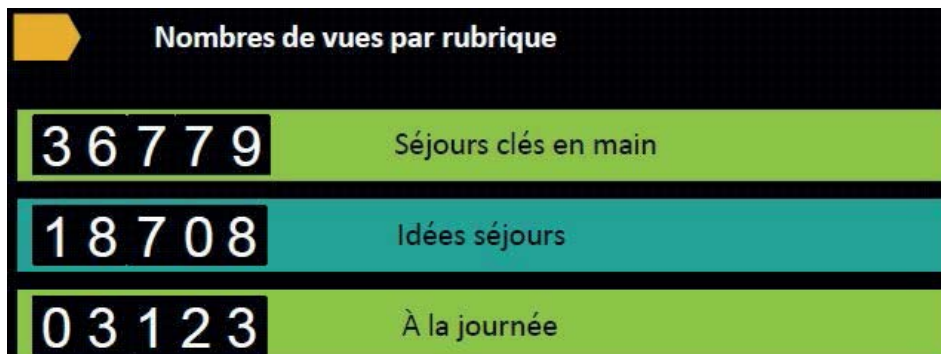 Nombres de vues par rubrique
36779 Séjours clés en main
18708 Idées séjours
03123 À la journée